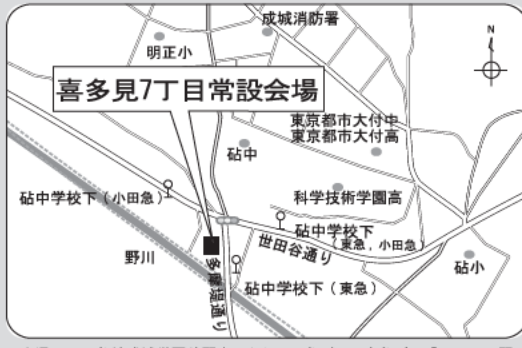 成城消防署
N
明正小
喜多見7丁目常設会場
東京都市大付中
東京都市大付高
砧中
砧中学校下（小田急）
科学技術学園高
砧中学校下
（東急，小田急）
世田谷通り
野川
砧小
多摩堤通り
砧中学校下（東急）